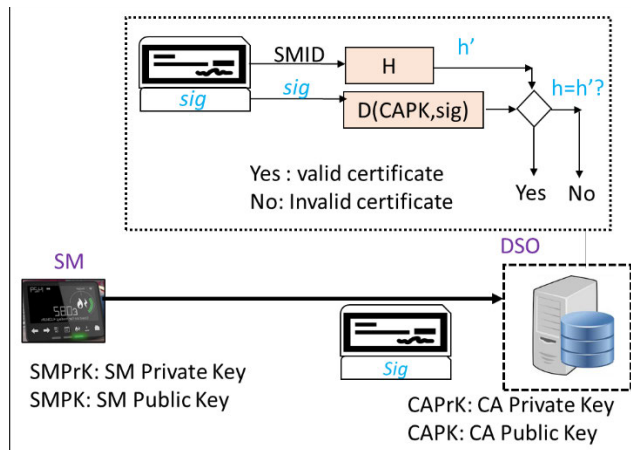 SMID
H
h'
sig
sig
D(CAPK,sig)
h=h'?
Yes : valid certificate
No: Invalid certificate
Yes
No
SM
DSO
Sig
SMPrK: SM Private Key
SMPK: SM Public Key
CAPrK: CA Private Key
CAPK: CA Public Key